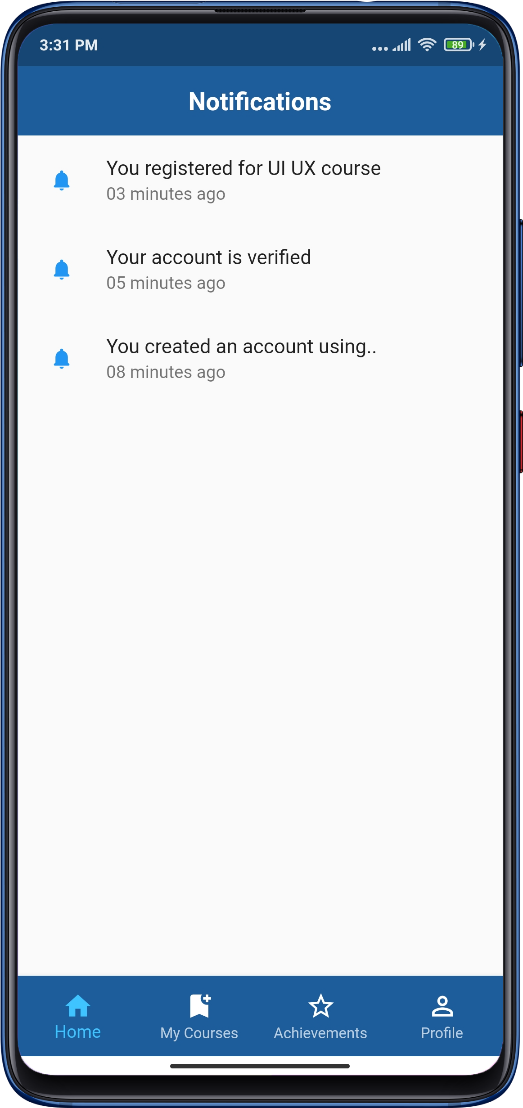 3:31 PM
89
Notifications
You registered for UI UX course
03 minutes ago
Your account is verified
05 minutes ago
You created an account using..
08 minutes ago
Home
My Courses
Achievements
Profile